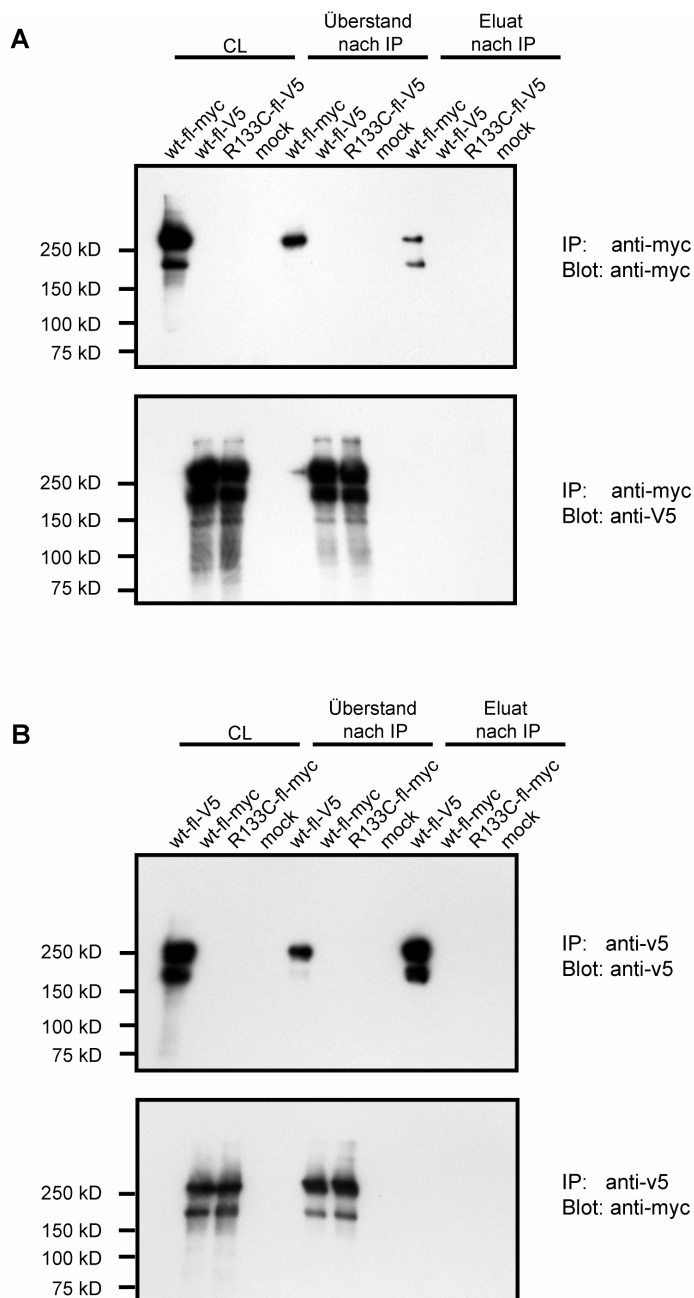 A
CL
Überstand
nach IP
Eluat
nach IP
wt-fl-myc
wt-fl-V5
R133C-fl-V5
mock
wt-fl-myc
wt-fl-V5
R133C-fl-V5
mock
wt-fl-myc
wt-fl-V5
R133C-fl-V5
mock
250 kD
150 kD
100 kD
75 kD
IP: anti-myc
Blot: anti-myc
250 kD
150 kD
100 kD
75 kD
IP: anti-myc
Blot: anti-V5
B
CL
Überstand
nach IP
Eluat
nach IP
wt-fl-V5
wt-fl-myc
R133C-fl-myc
mock
wt-fl-V5
wt-fl-myc
R133C-fl-myc
mock
wt-fl-V5
wt-fl-myc
R133C-fl-myc
mock
250 kD
150 kD
100 kD
75 kD
IP: anti-v5
Blot: anti-v5
250 kD
150 kD
100 kD
75 kD
IP: anti-v5
Blot: anti-myc